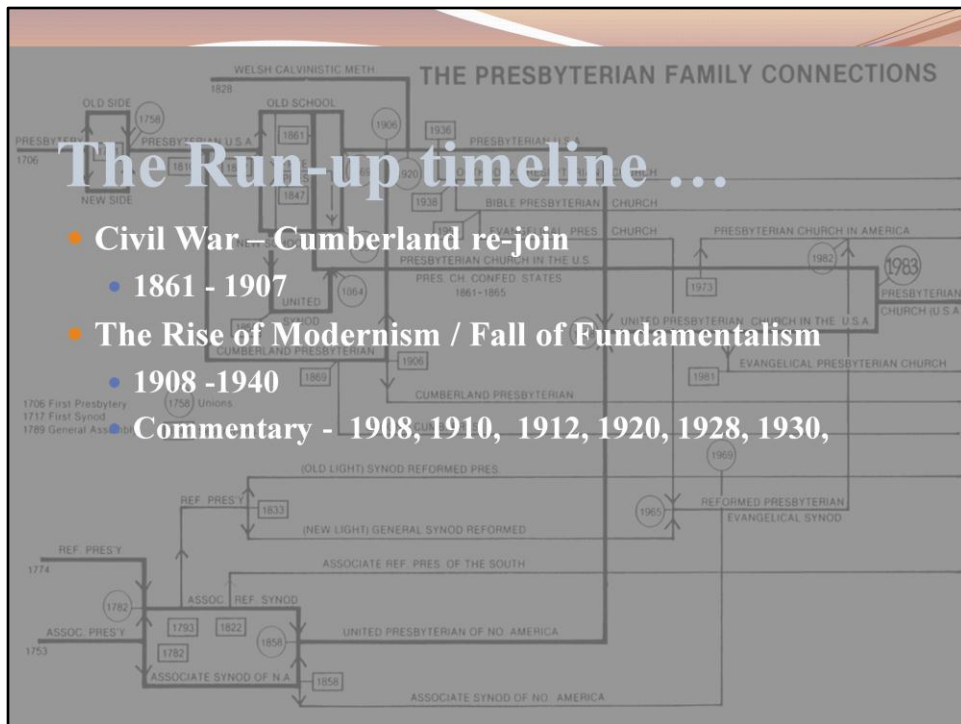 THE PRESBYTERIAN FAMILY CONNECTIONS
WELSH CALVINISTIC METH
1828
OLD SIDE
1758
OLD SCHOOL
1861
1906
1936
PRESBYTERY
1706
PRESBYTERIAN U.S.A.
PRESBYTERIAN U.S.A.
The Run-up timeline …
1847
1920
1936
NEW SIDE
BIBLE PRESBYTERIAN CHURCH
• Civil War – Cumberland re-join
EVANGELICAL PRES. CHURCH
PRESBYTERIAN CHURCH IN AMERICA
PRESBYTERIAN CHURCH IN THE U.S.
1982
1983
• 1861 - 1907
1864
PRES. CH. CONFED. STATES
1861-1865
1973
PRESBYTERIAN
CHURCH (U.S.A
UNITED
SYNOD
UNITED PRESBYTERIAN CHURCH IN THE U.S.A
• The Rise of Modernism / Fall of Fundamentalism
CUMBERLAND PRESBYTERIAN
1906
EVANGELICAL PRESBYTERIAN CHURCH
1869
1981
• 1908 -1940
CUMBERLAND PRESBYTERIAN
1706 First Presbytery
1758 Unions
1717 First Synod
1789 General
• Commentary - 1908, 1910, 1912, 1920, 1928, 1930,
1969
(OLD LIGHT) SYNOD REFORMED PRES.
REF. PRES'Y
1833
1965
REFORMED PRESBYTERIAN
EVANGELICAL SYNOD
(NEW LIGHT) GENERAL SYNOD REFORMED
REF. PRES'Y
1774
ASSOCIATE REF. PRES. OF THE SOUTH
1782
ASSOC. REF. SYNOD
1793
1822
1858
UNITED PRESBYTERIAN OF NO. AMERICA
ASSOC. PRES'Y
1753
1782
ASSOCIATE SYNOD OF N.A.
1858
ASSOCIATE SYNOD OF NO. AMERICA